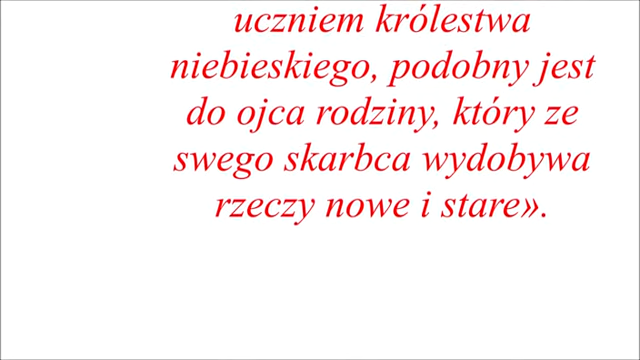 uczniem królestwa
niebieskiego, podobny jest
do ojca rodziny, który ze
swego skarbca wydobywa
rzeczy nowe i stare».